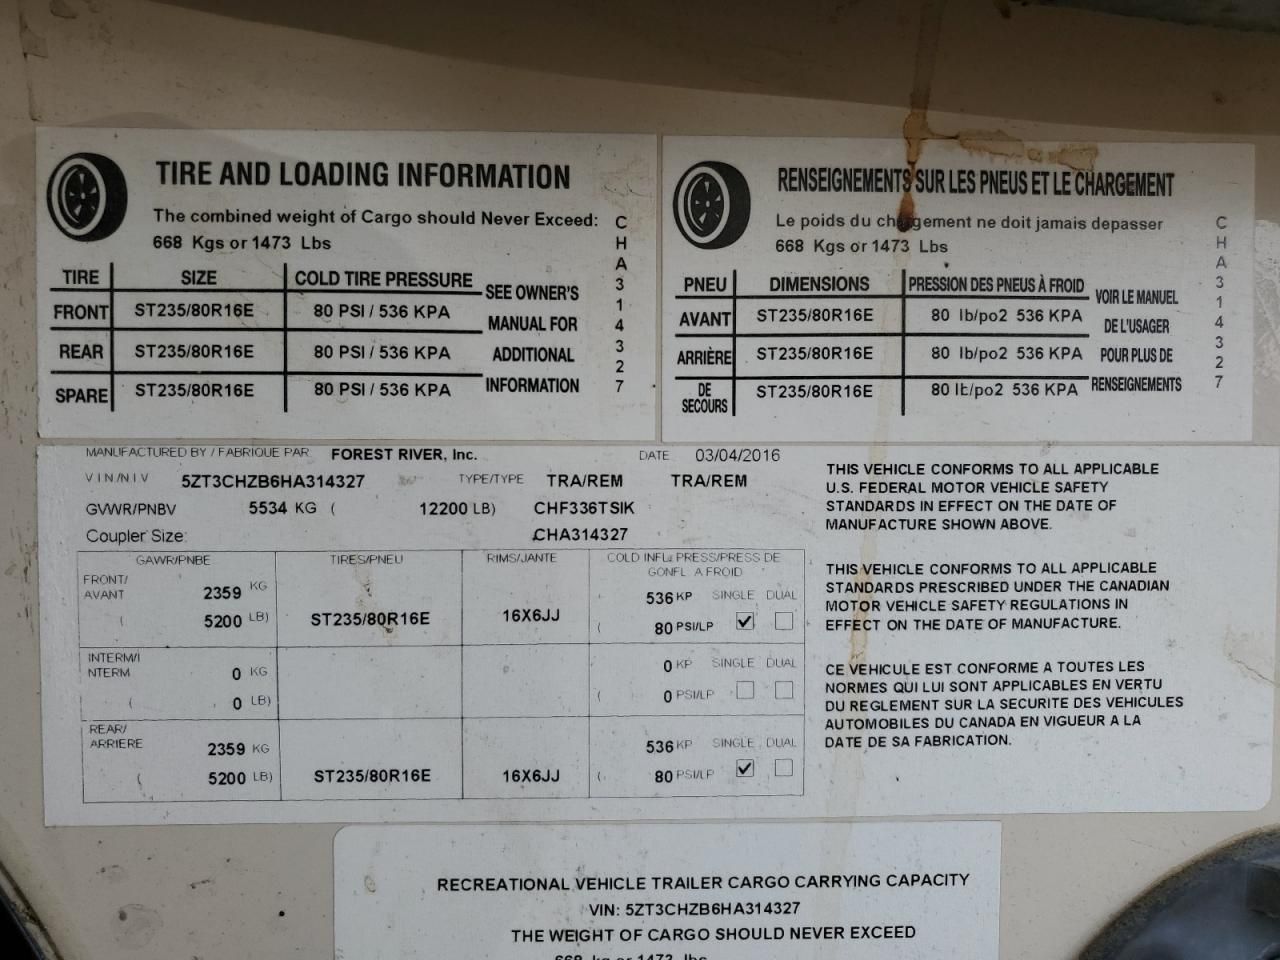 TIRE AND LOADING INFORMATION
The combined weight of Cargo should Never Exceed:
668 Kgs or 1473 Lbs
TIRE SIZE COLD TIRE PRESSURE
FRONT ST235/80R16E 80 PSI / 536 KPA
REAR ST235/80R16E 80 PSI / 536 KPA
SPARE ST235/80R16E 80 PSI / 536 KPA
SEE OWNER'S
MANUAL FOR
ADDITIONAL
INFORMATION
CHA314327
RENSEIGNEMENTS SUR LES PNEUS ET LE CHARGEMENT
Le poids du chargement ne doit jamais depasser
668 Kgs or 1473 Lbs
PNEU DIMENSIONS PRESSION DES PNEUS À FROID
AVANT ST235/80R16E 80 lb/po2 536 KPA
ARRIÈRE ST235/80R16E 80 lb/po2 536 KPA
DE
SECOURS ST235/80R16E 80 lb/po2 536 KPA
VOIR LE MANUEL
DE L'USAGER
POUR PLUS DE
RENSEIGNEMENTS
CHA314327
MANUFACTURED BY / FABRIQUE PAR FOREST RIVER, Inc. DATE 03/04/2016
VIN/NIV 5ZT3CHZB6HA314327 TYPE/TYPE TRA/REM TRA/REM
GVWR/PNBV 5534 KG ( 12200 LB) CHF336TSIK
Coupler Size: CHA314327
GAWR/PNBE TIRES/PNEU RIMS/JANTE COLD INFL PRESS/PRESS DE
GONFL A FROID
FRONT/
AVANT 2359 KG 536 KP SINGLE DUAL
( 5200 LB) ST235/80R16E 16X6JJ ( 80 PSI/LP
INTERM/I
NTERM 0 KG 0 KP SINGLE DUAL
( 0 LB) ( 0 PSI/LP
REAR/
ARRIERE 2359 KG 536 KP SINGLE DUAL
( 5200 LB) ST235/80R16E 16X6JJ ( 80 PSI/LP
THIS VEHICLE CONFORMS TO ALL APPLICABLE
U.S. FEDERAL MOTOR VEHICLE SAFETY
STANDARDS IN EFFECT ON THE DATE OF
MANUFACTURE SHOWN ABOVE.
THIS VEHICLE CONFORMS TO ALL APPLICABLE
STANDARDS PRESCRIBED UNDER THE CANADIAN
MOTOR VEHICLE SAFETY REGULATIONS IN
EFFECT ON THE DATE OF MANUFACTURE.
CE VEHICULE EST CONFORME A TOUTES LES
NORMES QUI LUI SONT APPLICABLES EN VERTU
DU REGLEMENT SUR LA SECURITE DES VEHICULES
AUTOMOBILES DU CANADA EN VIGUEUR A LA
DATE DE SA FABRICATION.
RECREATIONAL VEHICLE TRAILER CARGO CARRYING CAPACITY
VIN: 5ZT3CHZB6HA314327
THE WEIGHT OF CARGO SHOULD NEVER EXCEED
668 kg or 1473 lbs